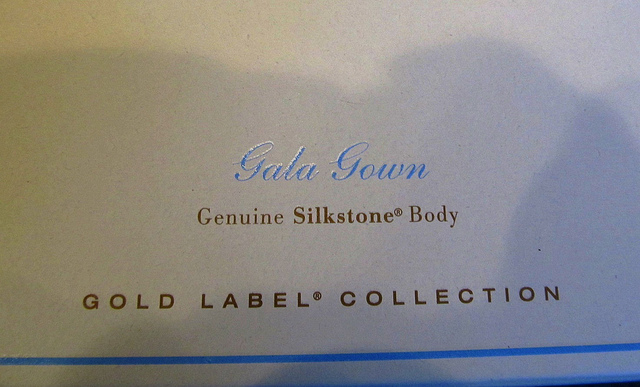 Gala Gown
Genuine Silkstone® Body
GOLD LABEL® COLLECTION